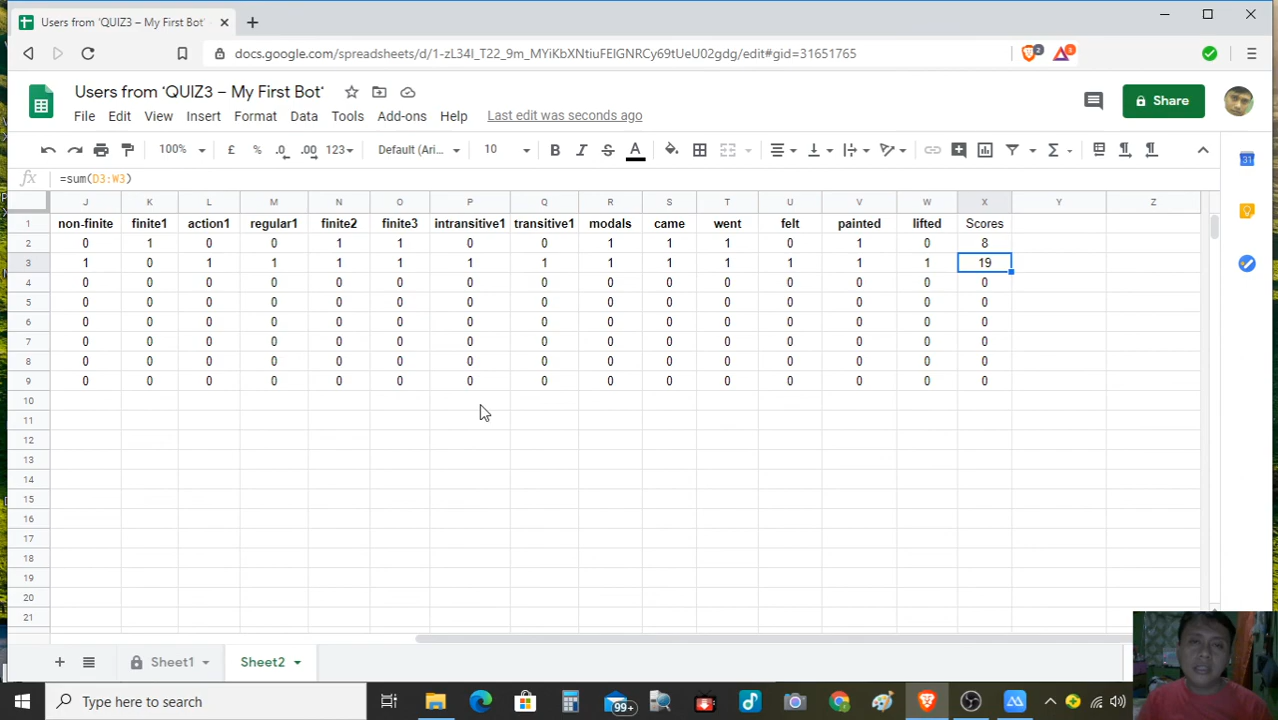 Users from 'QUIZ3 – My First Bot'
docs.google.com/spreadsheets/d/1-zL34I_T22_9m_MYiKbXNtiuFEIGNRCy69tUeU02gdg/edit#gid=31651765
2
3
Users from 'QUIZ3 – My First Bot'
Share
File Edit View Insert Format Data Tools Add-ons Help Last edit was seconds ago
100% £ % .0 .00 123 Default (Ari... 10 B I S A
fx =sum(D3:W3)
J K L M N O P Q R S T U V W X Y Z
1 non-finite finite1 action1 regular1 finite2 finite3 intransitive1 transitive1 modals came went felt painted lifted Scores
2 0 1 0 0 1 1 0 0 1 1 1 0 1 0 8
3 1 0 1 1 1 1 1 1 1 1 1 1 1 1 19
4 0 0 0 0 0 0 0 0 0 0 0 0 0 0 0
5 0 0 0 0 0 0 0 0 0 0 0 0 0 0 0
6 0 0 0 0 0 0 0 0 0 0 0 0 0 0 0
7 0 0 0 0 0 0 0 0 0 0 0 0 0 0 0
8 0 0 0 0 0 0 0 0 0 0 0 0 0 0 0
9 0 0 0 0 0 0 0 0 0 0 0 0 0 0 0
10
11
12
13
14
15
16
17
18
19
20
21
31
+ Sheet1 Sheet2
Type here to search
99+